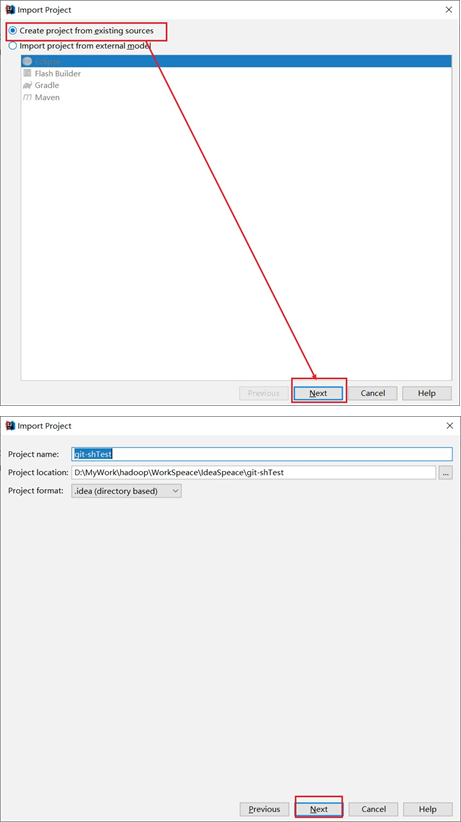 Import Project
Create project from existing sources
Import project from external model
Eclipse
Flash Builder
Gradle
Maven
Previous Next Cancel Help
Import Project
Project name: git-shTest
Project location: D:\MyWork\hadoop\WorkSpeace\IdeaSpeace\git-shTest ...
Project format: .idea (directory based)
Previous Next Cancel Help